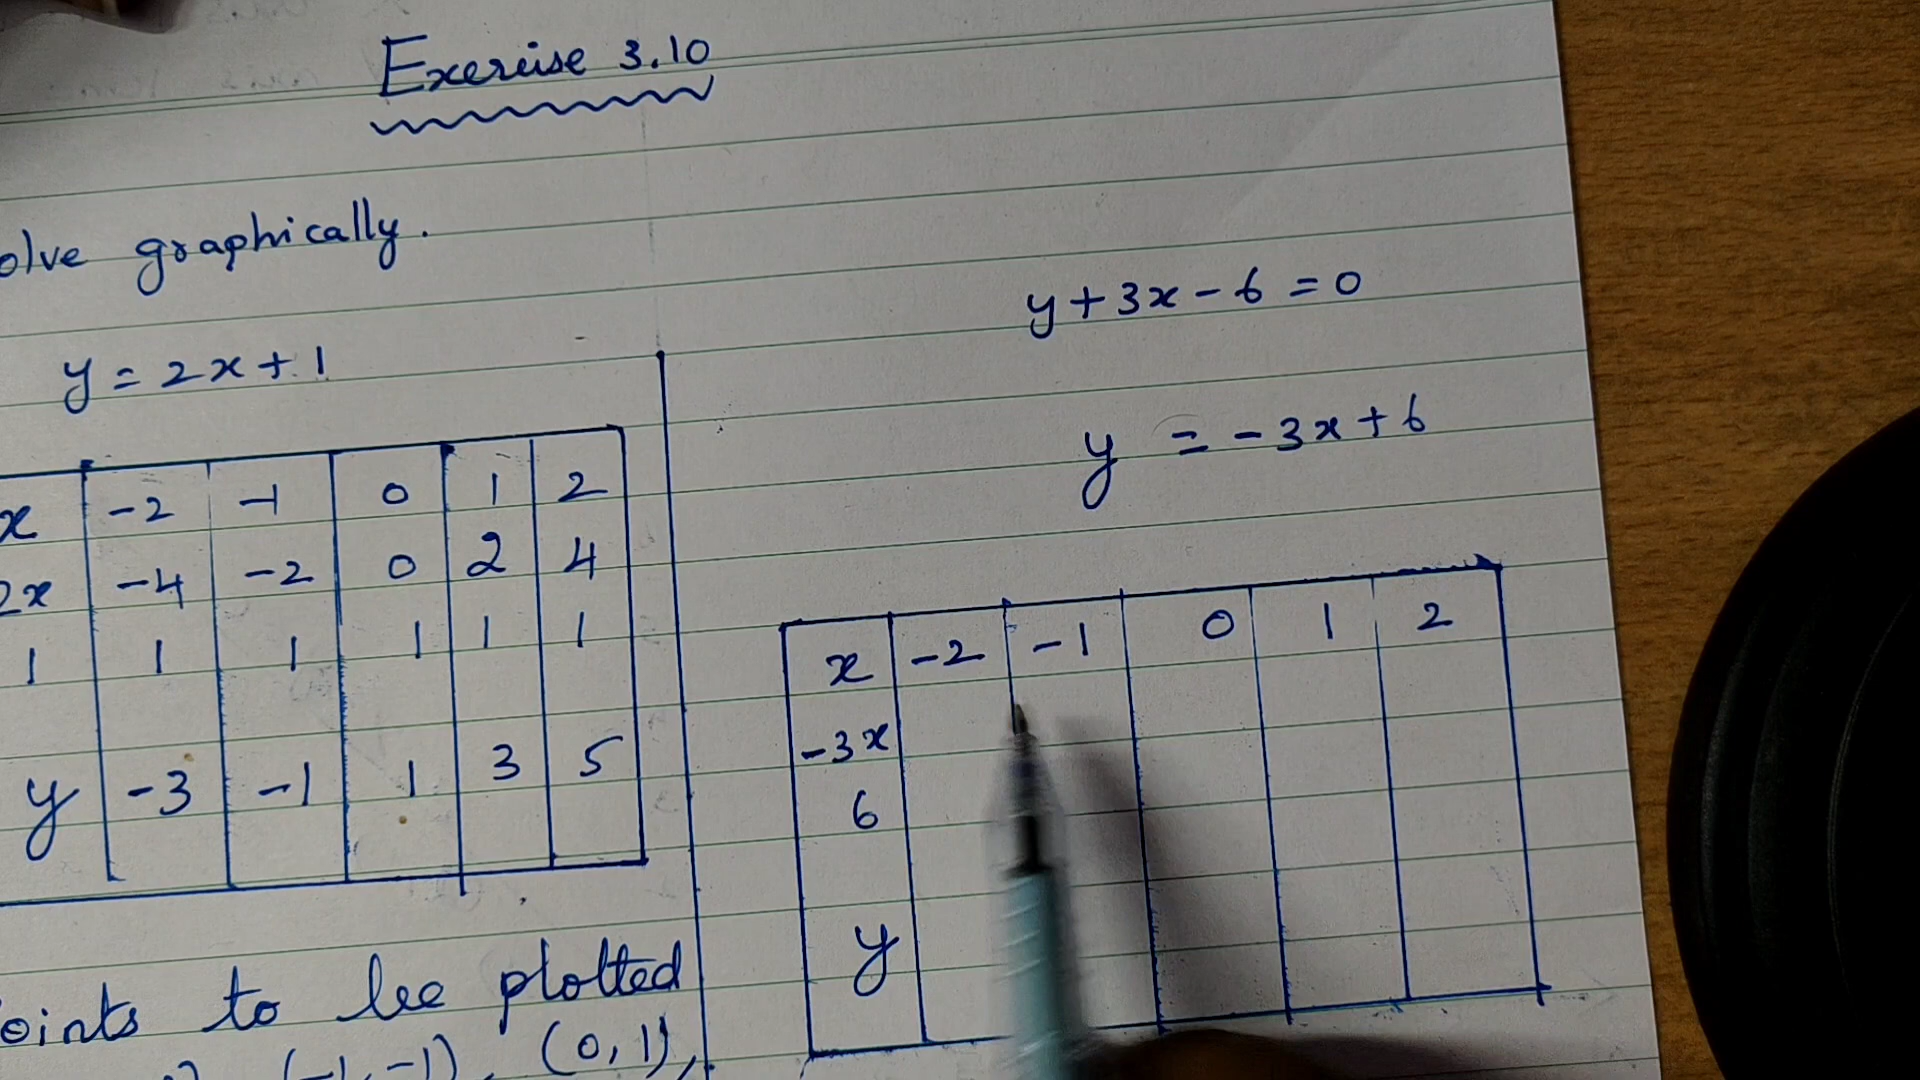 Exercise 3.10
olve graphically.
y = 2x + 1
x -2 -1 0 1 2
2x -4 -2 0 2 4
1 1 1 1 1 1
y -3 -1 1 3 5
oints to be plotted
(-1, -1), (0, 1),
y + 3x - 6 = 0
y = -3x + 6
x -2 -1 0 1 2
-3x
6
y